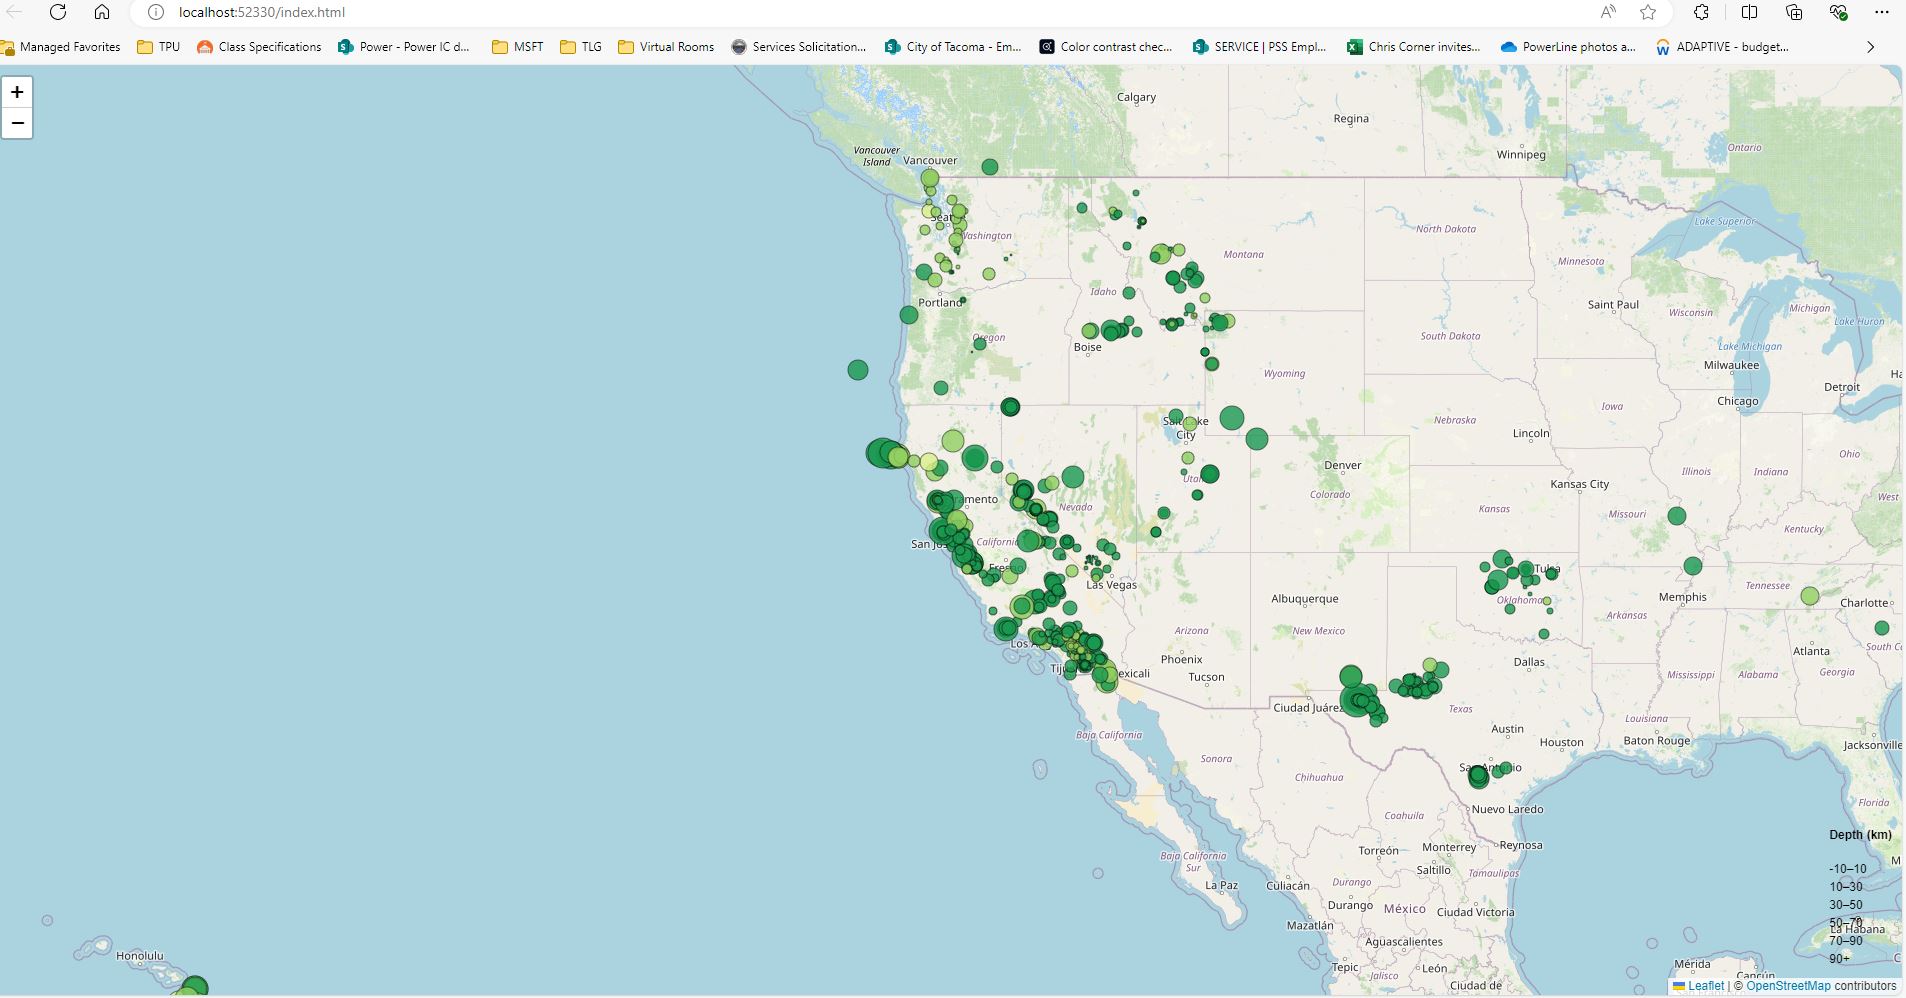 localhost:52330/index.html
Managed Favorites
TPU
Class Specifications
Power - Power IC d...
MSFT
TLG
Virtual Rooms
Services Solicitation...
City of Tacoma - Em...
Color contrast chec...
SERVICE | PSS Empl...
Chris Corner invites...
PowerLine photos a...
ADAPTIVE - budget...
+
−
Calgary
Regina
Winnipeg
Ontario
Vancouver
Island
Vancouver
Lake Superior
Seat
Washington
North Dakota
Montana
Minnesota
Idaho
Portland
Saint Paul
Wisconsin
Michigan
Lake Huron
Oregon
Boise
South Dakota
Lake Michigan
Milwaukee
Wyoming
Detroit
Ha
Chicago
Iowa
Salt Lake
City
Nebraska
Lincoln
Ohio
Denver
Illinois
Indiana
Utah
Kansas City
Colorado
West
ramento
Nevada
Kansas
Missouri
Kentucky
San Jos
California
Fresno
Tulsa
Las Vegas
Tennessee
Albuquerque
Oklahoma
Memphis
Charlotte
Arkansas
Arizona
New Mexico
South C
Los A
Atlanta
Phoenix
Dallas
Tiju
exicali
Tucson
Mississippi
Alabama
Georgia
Ciudad Juárez
Texas
Louisiana
Austin
Baja California
Houston
Baton Rouge
Jacksonville
Sonora
San Antonio
Chihuahua
Florida
Nuevo Laredo
Coahuila
Depth (km)
Torreón
Monterrey
Reynosa
Baja California
Sur
Saltillo
Tamaulipas
M
-10–10
La Paz
Culiacán
Durango
10–30
Durango
México
Ciudad Victoria
30–50
Mazatlán
50–70
La Habana
Aguascalientes
70–90
Honolulu
90+
Tepic
Jalisco
León
Mérida
Cancún
Ciudad de
Leaflet | © OpenStreetMap contributors